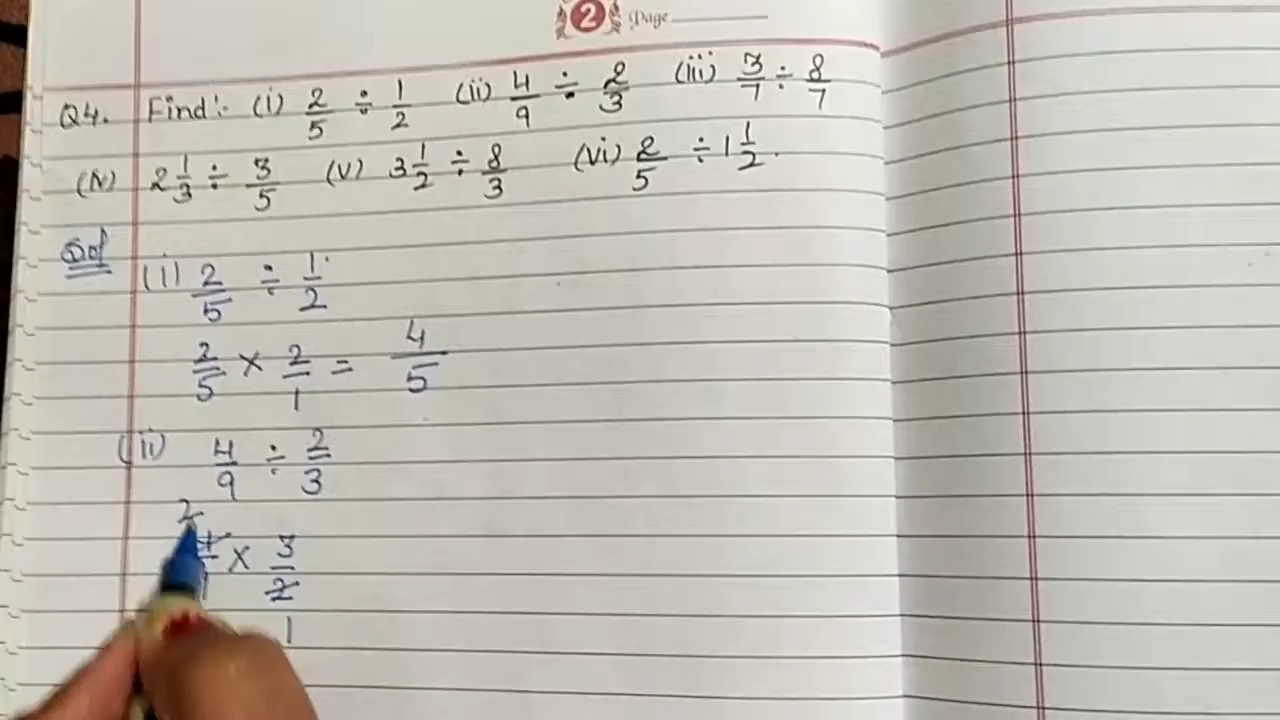 2 Page
Q4. Find:- (i) 2/5 ÷ 1/2 (ii) 4/9 ÷ 2/3 (iii) 3/7 ÷ 8/7
(iv) 2 1/3 ÷ 3/5 (v) 3 1/2 ÷ 8/3 (vi) 2/5 ÷ 1 1/2.
Sol
(i) 2/5 ÷ 1/2
2/5 × 2/1 = 4/5
(ii) 4/9 ÷ 2/3
2
4/ × 3/2
1